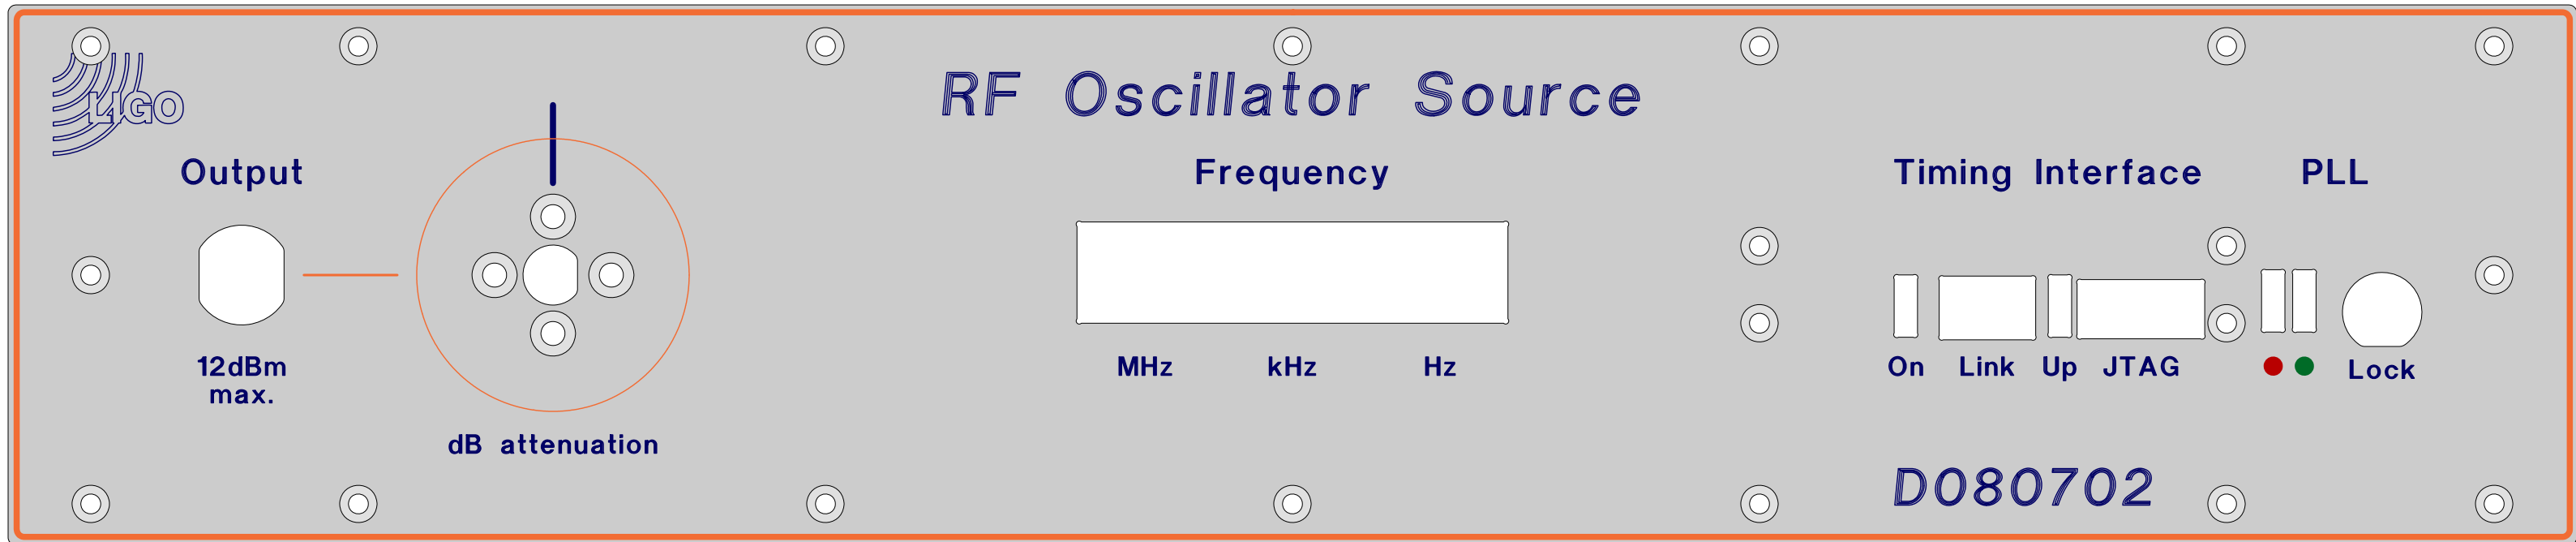 LIGO
RF Oscillator Source
Output
Frequency
Timing Interface
PLL
12dBm
max.
MHz kHz Hz
On Link Up JTAG
Lock
dB attenuation
D080702